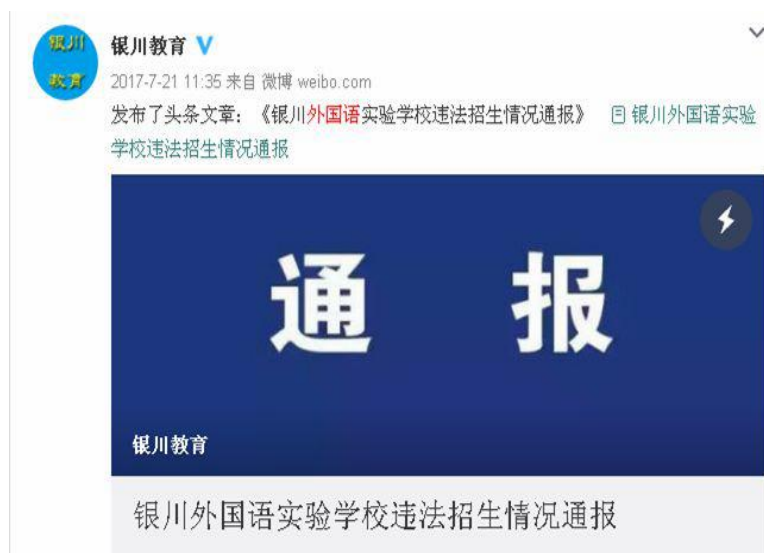 银川
教育
银川教育
2017-7-21 11:35 来自 微博 weibo.com
发布了头条文章：《银川外国语实验学校违法招生情况通报》 银川外国语实验
学校违法招生情况通报
通 报
银川教育
银川外国语实验学校违法招生情况通报